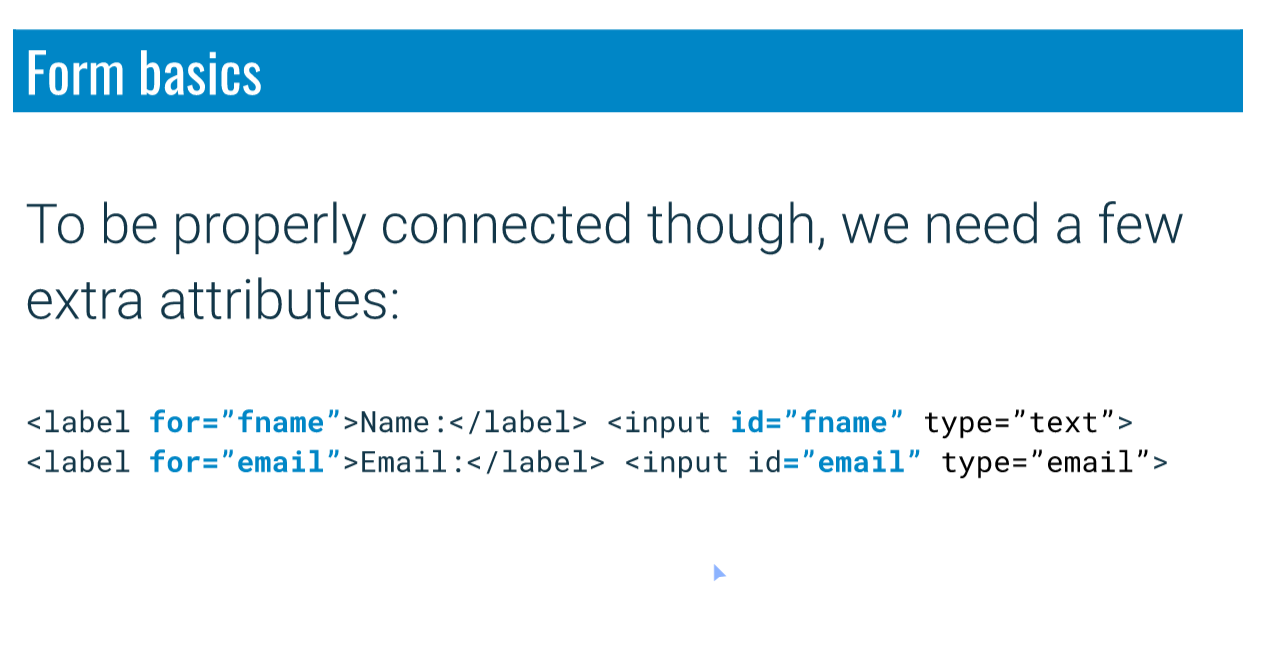 Form basics
To be properly connected though, we need a few
extra attributes:
<label for=”fname”>Name:</label> <input id=”fname” type=”text”>
<label for=”email”>Email:</label> <input id=”email” type=”email”>